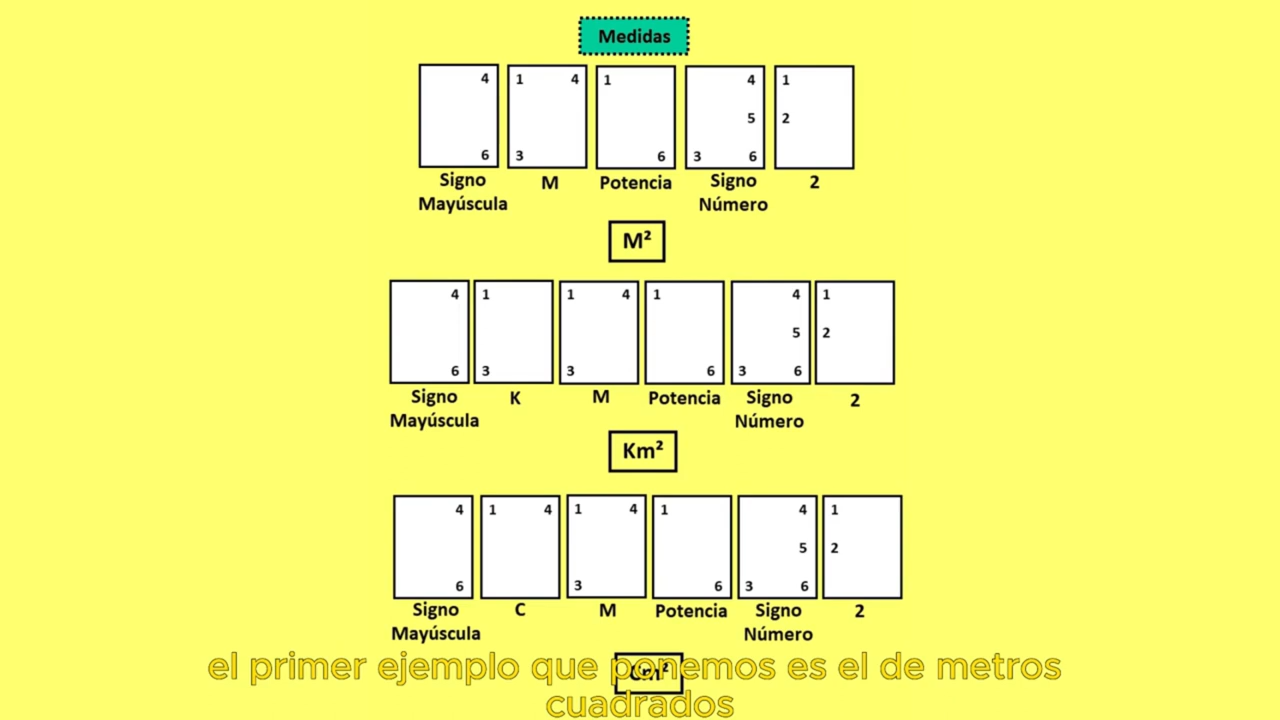 Medidas
4 1 4 1 4 1
5 2
6 3 6 3 6
Signo Mayúscula M Potencia Signo Número 2
M²
4 1 1 4 1 4 1
5 2
6 3 3 6 3 6
Signo Mayúscula K M Potencia Signo Número 2
Km²
4 1 4 1 4 1 4 1
5 2
6 3 6 3 6
Signo Mayúscula C M Potencia Signo Número 2
Cm²
el primer ejemplo que ponemos es el de metros
cuadrados